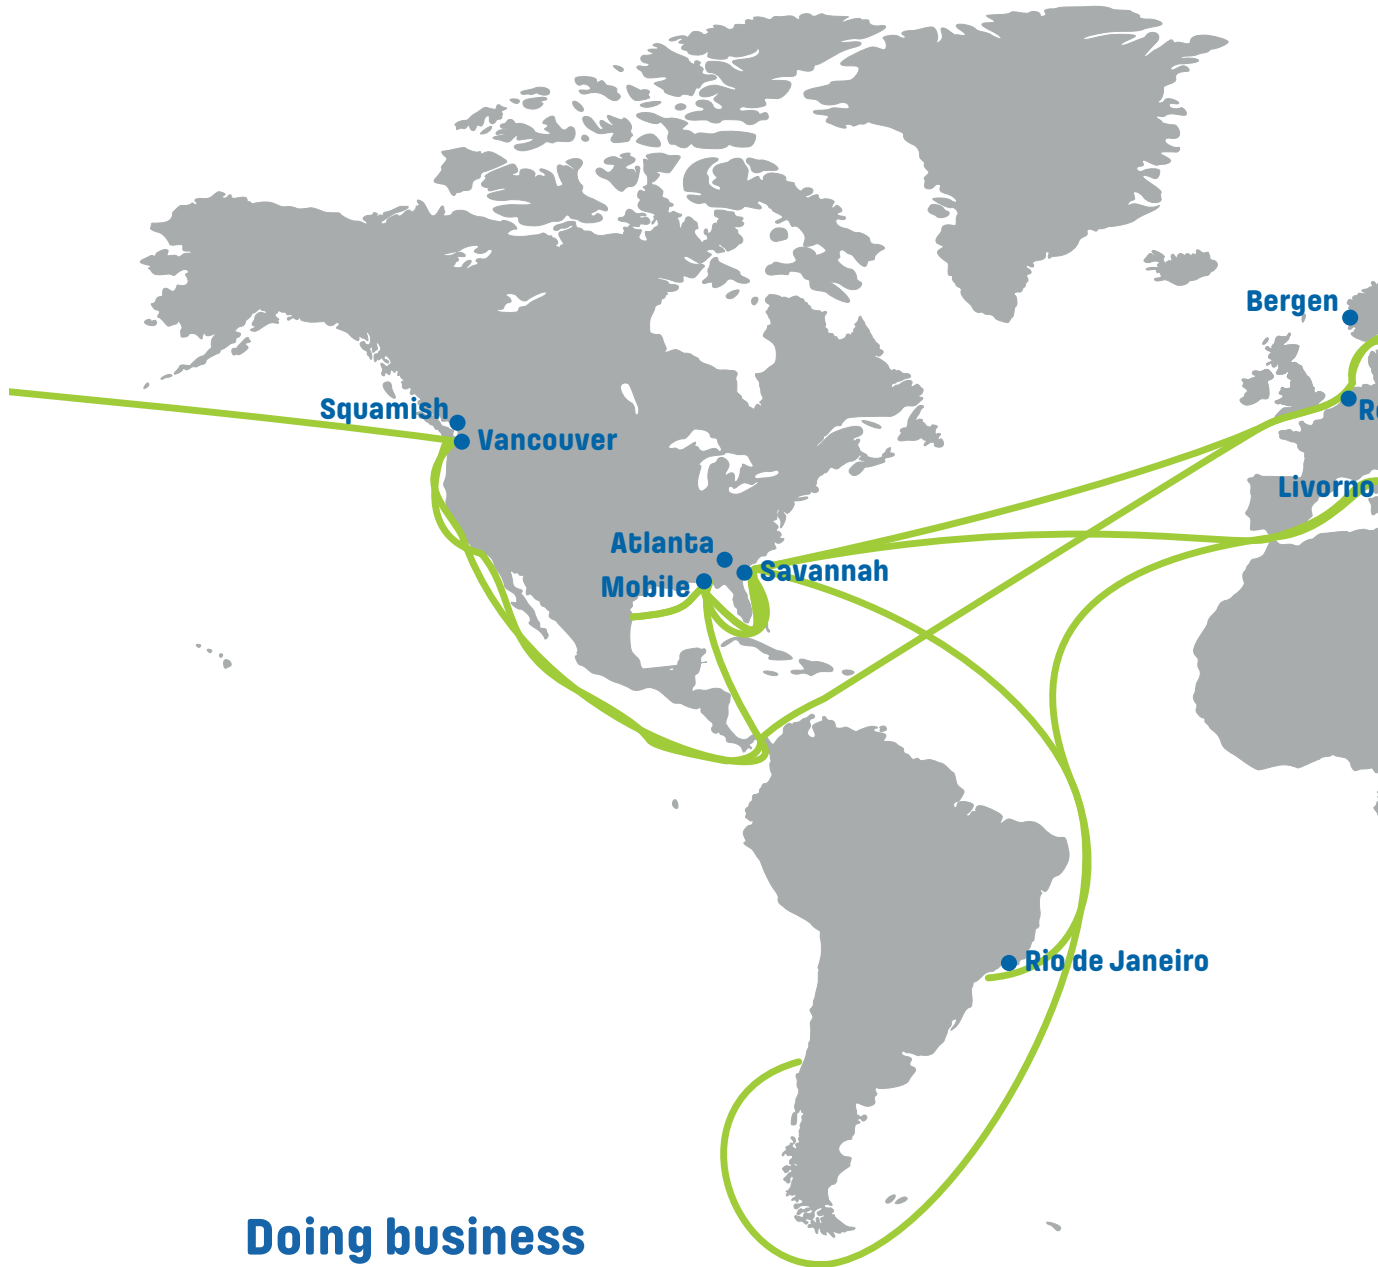 Bergen
Squamish
Vancouver
Livorno
Atlanta
Savannah
Mobile
Rio de Janeiro
Doing business